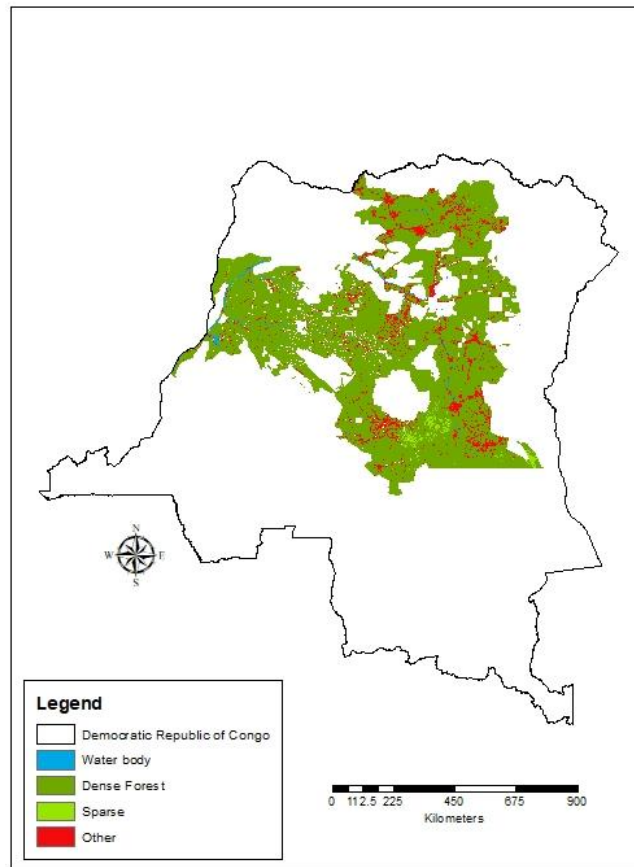 N
W E
S
Legend
Democratic Republic of Congo
Water body
Dense Forest
Sparse
Other
0 112.5 225 450 675 900
Kilometers